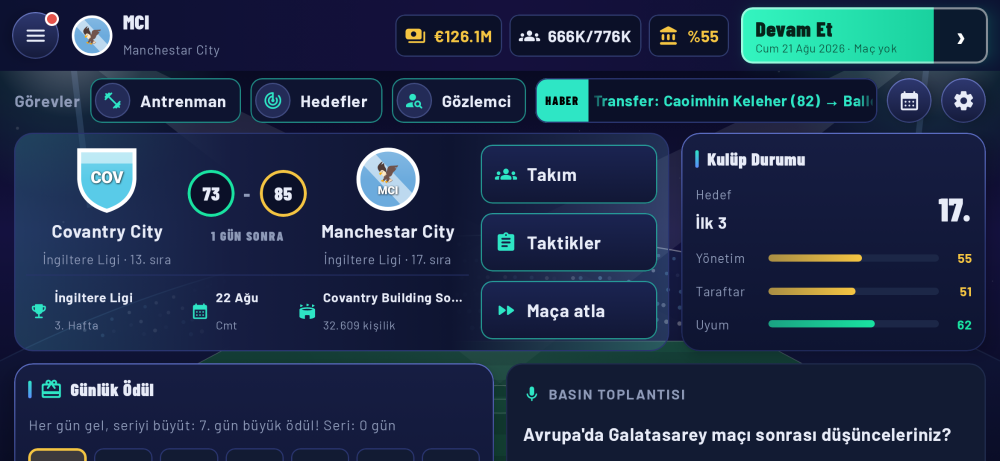 MCI
Manchestar City
€126.1M
666K/776K
%55
Devam Et
Cum 21 Ağu 2026 · Maç yok
Görevler
Antrenman
Hedefler
Gözlemci
HABER
Transfer: Caoimhín Keleher (82) → Ball
COV
73 - 85
MCI
Covantry City
1 GÜN SONRA
Manchestar City
İngiltere Ligi · 13. sıra
İngiltere Ligi · 17. sıra
İngiltere Ligi
3. Hafta
22 Ağu
Cmt
Covantry Building So...
32.609 kişilik
Takım
Taktikler
Maça atla
Kulüp Durumu
Hedef
İlk 3
17.
Yönetim 55
Taraftar 51
Uyum 62
Günlük Ödül
Her gün gel, seriyi büyüt: 7. gün büyük ödül! Seri: 0 gün
BASIN TOPLANTISI
Avrupa'da Galatasarey maçı sonrası düşünceleriniz?